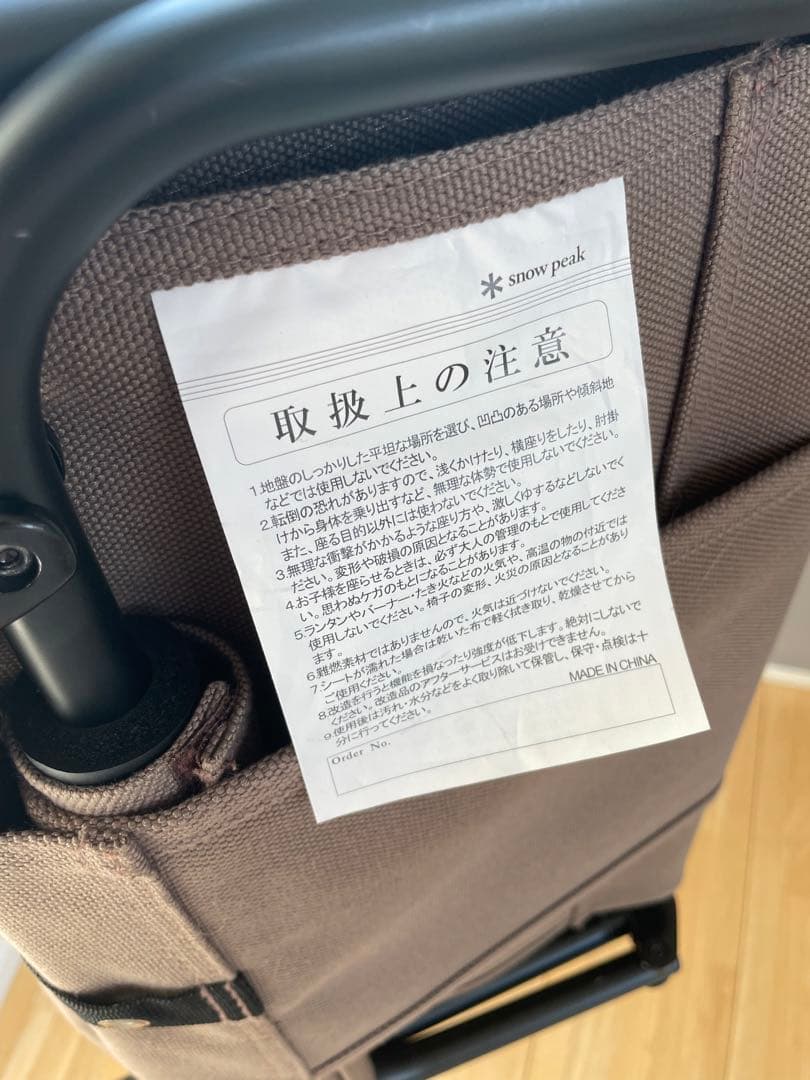 snow peak
取扱上の注意
1.地盤のしっかりした平坦な場所を選び、凹凸のある場所や傾斜地
などでは使用しないでください。
2.転倒の恐れがありますので、浅くかけたり、横座りをしたり、肘掛
けから身体を乗り出すなど、無理な体勢で使用しないでください。
また、座る目的以外には使わないでください。
3.無理な衝撃がかかるような座り方や、激しくゆするなどしないでく
ださい。変形や破損の原因となることがあります。
4.お子様を座らせるときは、必ず大人の管理のもとで使用してくださ
い。思わぬケガのもとになることがあります。
5.ランタンやバーナー・たき火などの火気や、高温の物の付近では
使用しないでください。椅子の変形、火災の原因となることがあり
ます。
6.難燃素材ではありませんので、火気は近づけないでください。
7.シートが濡れた場合は乾いた布で軽く拭き取り、乾燥させてから
ご使用ください。
8.改造を行うと機能を損なったり強度が低下します。絶対にしないで
ください。改造品のアフターサービスはお受けできません。
9.使用後は汚れ・水分などをよく取り除いて保管し、保守・点検は十
分に行ってください。
MADE IN CHINA
Order No.